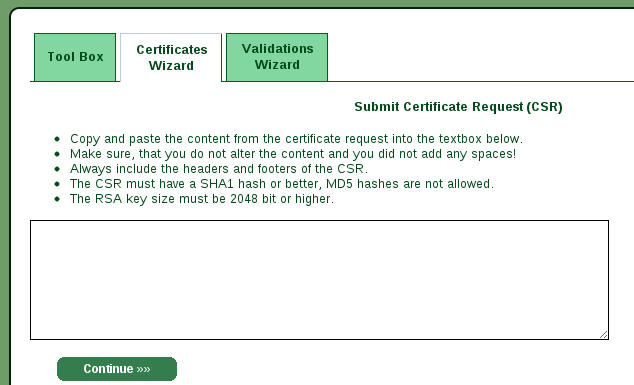 Tool Box
Certificates
Wizard
Validations
Wizard
Submit Certificate Request (CSR)
Copy and paste the content from the certificate request into the textbox below.
Make sure, that you do not alter the content and you did not add any spaces!
Always include the headers and footers of the CSR.
The CSR must have a SHA1 hash or better, MD5 hashes are not allowed.
The RSA key size must be 2048 bit or higher.
Continue »»